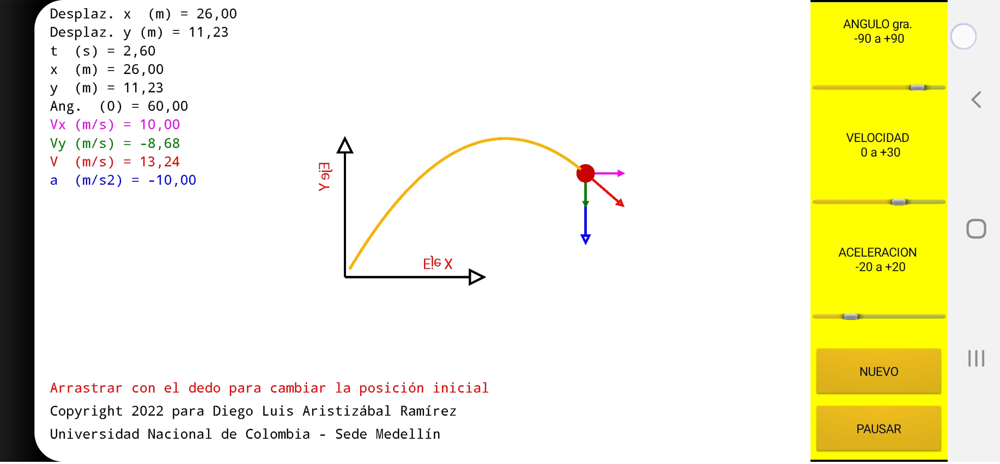 Desplaz. x  (m) = 26,00
Desplaz. y (m) = 11,23
t  (s) = 2,60
x  (m) = 26,00
y  (m) = 11,23
Ang.  (0) = 60,00
Vx (m/s) = 10,00
Vy (m/s) = -8,68
V  (m/s) = 13,24
a  (m/s2) = -10,00
Eje Y
Eje X
Arrastrar con el dedo para cambiar la posición inicial
Copyright 2022 para Diego Luis Aristizábal Ramírez
Universidad Nacional de Colombia - Sede Medellín
ANGULO gra.
-90 a +90
VELOCIDAD
0 a +30
ACELERACION
-20 a +20
NUEVO
PAUSAR